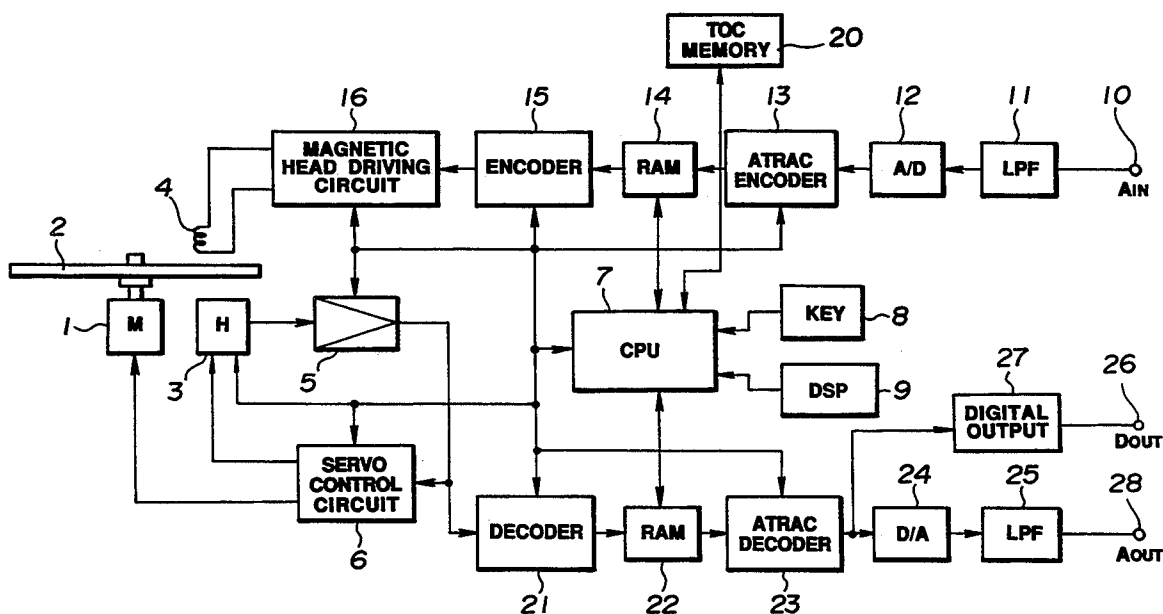 TOC
MEMORY
20
16
15
14
13
12
11
10
MAGNETIC
HEAD DRIVING
CIRCUIT
ENCODER
RAM
ATRAC
ENCODER
A/D
LPF
AIN
4
2
1
M
3
H
5
7
CPU
KEY
8
DSP
9
27
26
DIGITAL
OUTPUT
DOUT
SERVO
CONTROL
CIRCUIT
6
DECODER
21
RAM
22
ATRAC
DECODER
23
24
D/A
25
LPF
28
AOUT